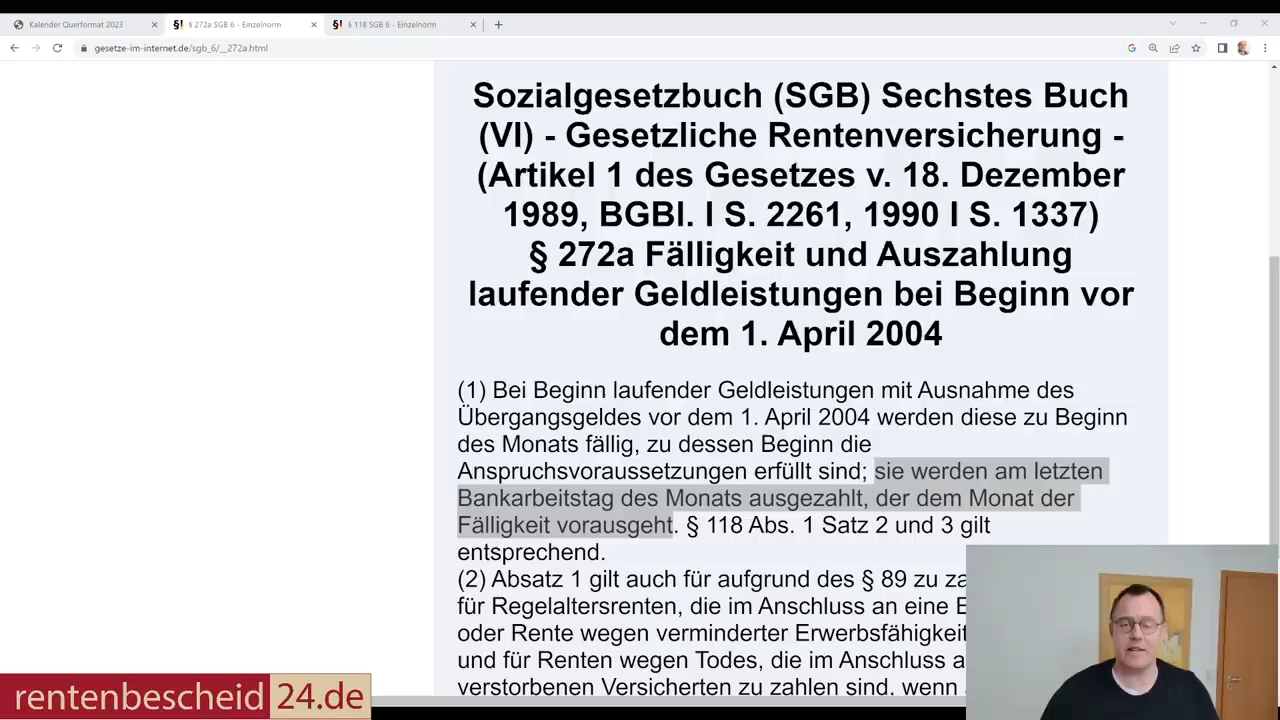 Kalender Querformat 2023
§ 272a SGB 6 - Einzelnorm
§ 118 SGB 6 - Einzelnorm
gesetze-im-internet.de/sgb_6/__272a.html
Sozialgesetzbuch (SGB) Sechstes Buch
(VI) - Gesetzliche Rentenversicherung -
(Artikel 1 des Gesetzes v. 18. Dezember
1989, BGBl. I S. 2261, 1990 I S. 1337)
§ 272a Fälligkeit und Auszahlung
laufender Geldleistungen bei Beginn vor
dem 1. April 2004
(1) Bei Beginn laufender Geldleistungen mit Ausnahme des
Übergangsgeldes vor dem 1. April 2004 werden diese zu Beginn
des Monats fällig, zu dessen Beginn die
Anspruchsvoraussetzungen erfüllt sind; sie werden am letzten
Bankarbeitstag des Monats ausgezahlt, der dem Monat der
Fälligkeit vorausgeht. § 118 Abs. 1 Satz 2 und 3 gilt
entsprechend.
(2) Absatz 1 gilt auch für aufgrund des § 89 zu
für Regelaltersrenten, die im Anschluss an eine
oder Rente wegen verminderter Erwerbsfähigkeit
und für Renten wegen Todes, die im Anschluss
verstorbenen Versicherten zu zahlen sind, wenn
rentenbescheid 24.de